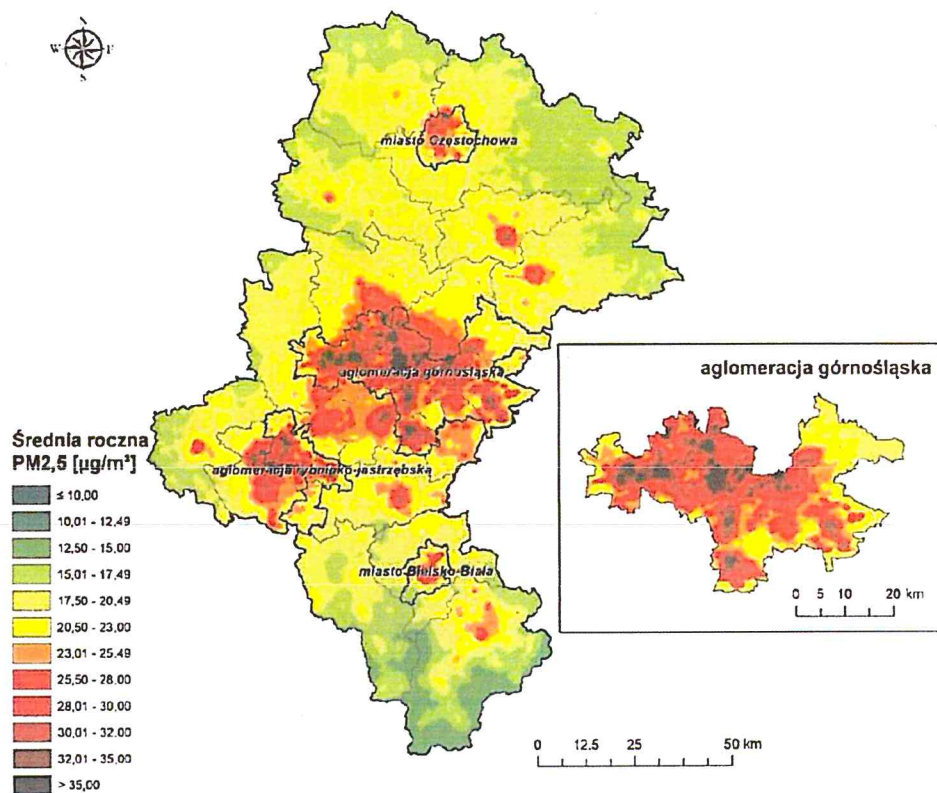 W
S
miasto Częstochowa
aglomeracja górnośląska
aglomeracja rybnicko-jastrzębska
miasto Bielsko-Biała
Średnia roczna
PM2,5 [µg/m³]
≤ 10,00
10,01 - 12,49
12,50 - 15,00
15,01 - 17,49
17,50 - 20,49
20,50 - 23,00
23,01 - 25,49
25,50 - 28,00
28,01 - 30,00
30,01 - 32,00
32,01 - 35,00
> 35,00
aglomeracja górnośląska
0 5 10 20 km
0 12.5 25 50 km